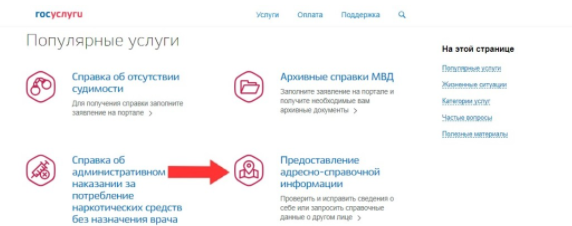 госуслуги
Услуги Оплата Поддержка
Популярные услуги
Справка об отсутствии
судимости
Для получения справки заполните
заявление на портале >
Архивные справки МВД
Заполните заявление на портале и
получите необходимые вам
архивные документы >
Справка об
административном
наказании за
потребление
наркотических средств
без назначения врача
Предоставление
адресно-справочной
информации
Проверить и исправить сведения о
себе или запросить справочные
данные о другом лице >
На этой странице
Популярные услуги
Жизненные ситуации
Категории услуг
Частые вопросы
Полезные материалы